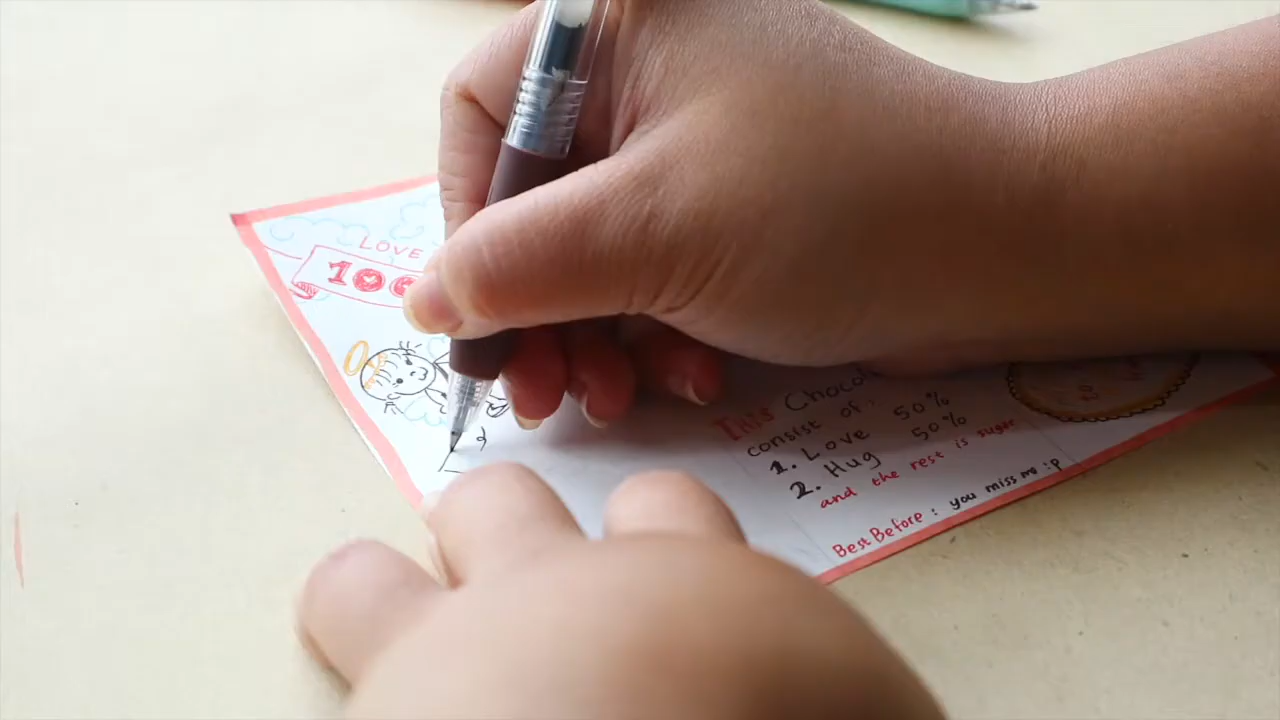 LOVE
100
THIS Chocol
consist of:
1. Love 50%
2. Hug 50%
and the rest is sugar
Best Before : you miss me :p